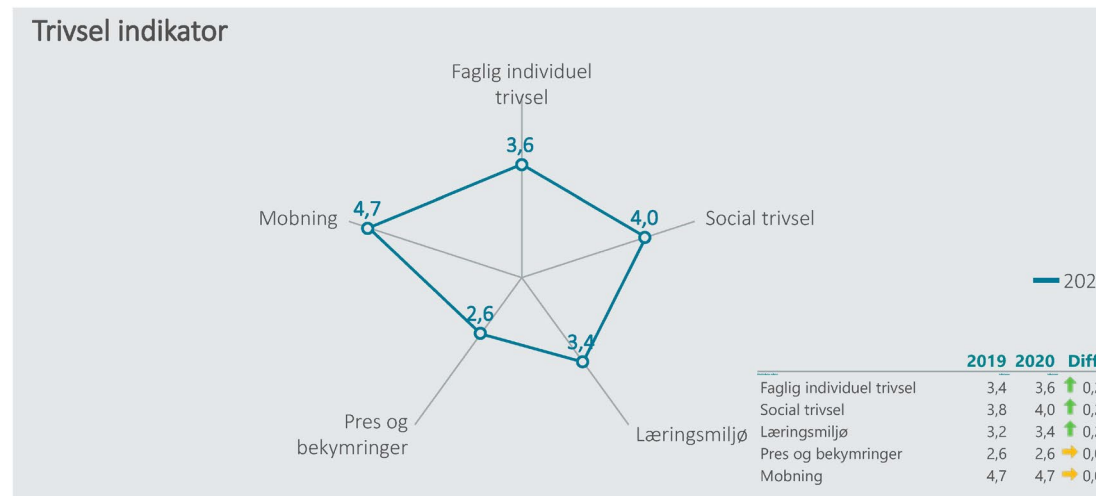 Trivsel indikator
Faglig individuel
trivsel
3,6
4,7
Mobning
4,0
Social trivsel
2,6
3,4
Pres og
bekymringer
Læringsmiljø
2019 2020
Faglig individuel trivsel 3,4 3,6
Social trivsel 3,8 4,0
Læringsmiljø 3,2 3,4
Pres og bekymringer 2,6 2,6
Mobning 4,7 4,7